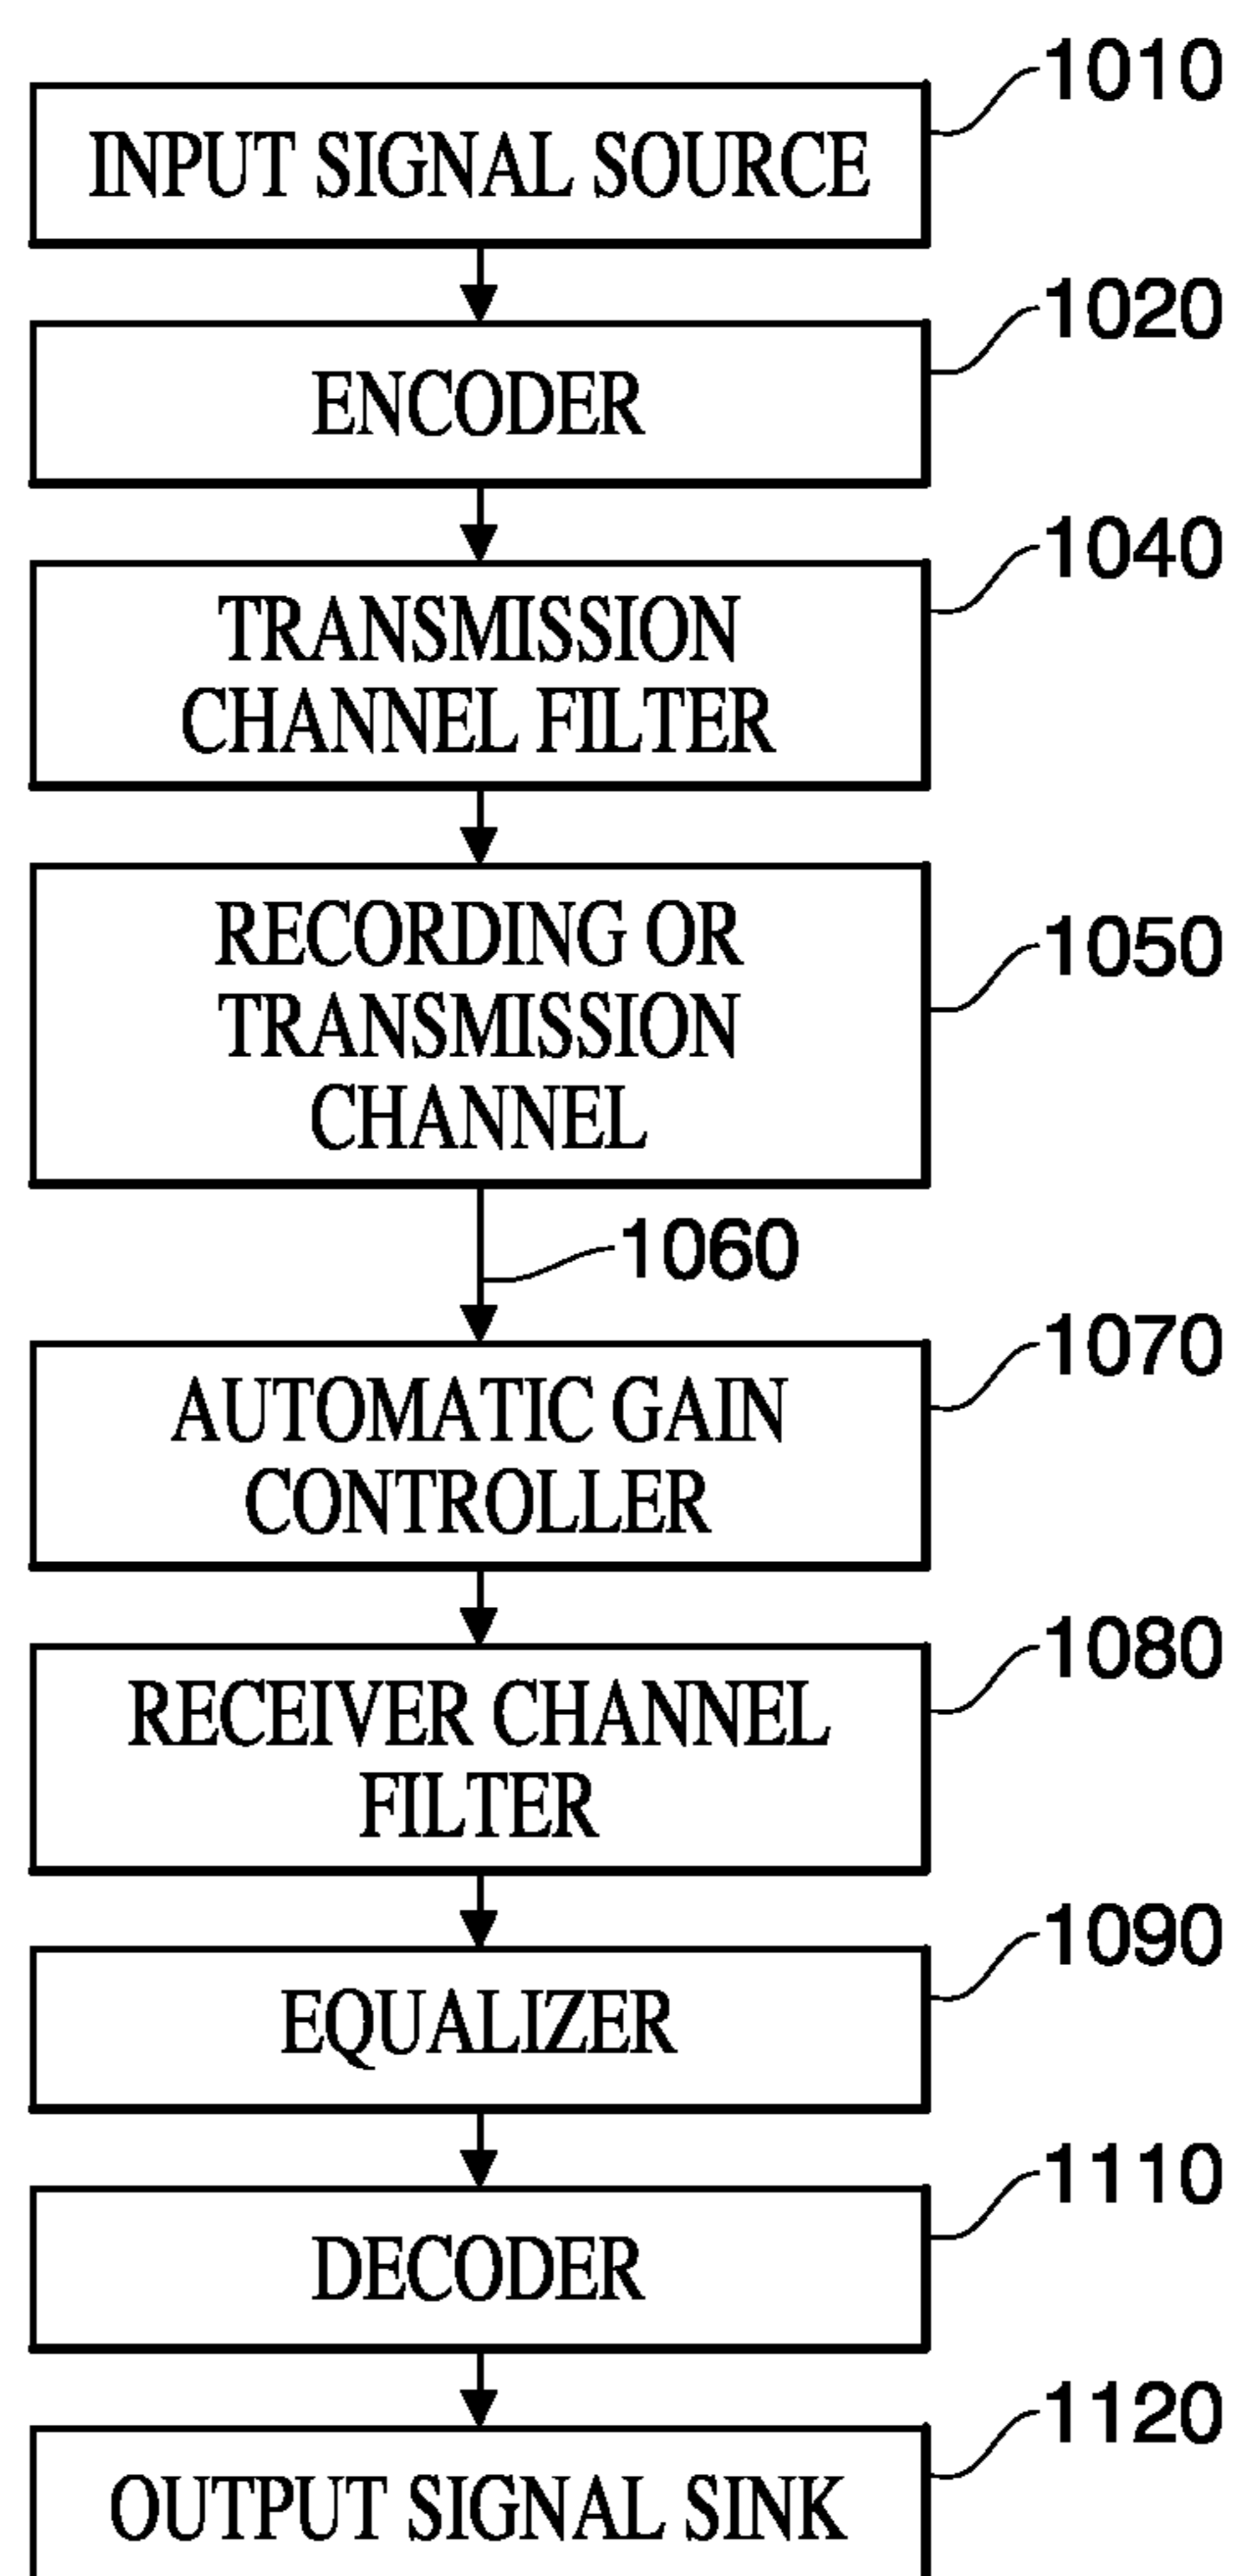 1010
INPUT SIGNAL SOURCE
1020
ENCODER
1040
TRANSMISSION
CHANNEL FILTER
1050
RECORDING OR
TRANSMISSION
CHANNEL
1060
1070
AUTOMATIC GAIN
CONTROLLER
1080
RECEIVER CHANNEL
FILTER
1090
EQUALIZER
1110
DECODER
1120
OUTPUT SIGNAL SINK